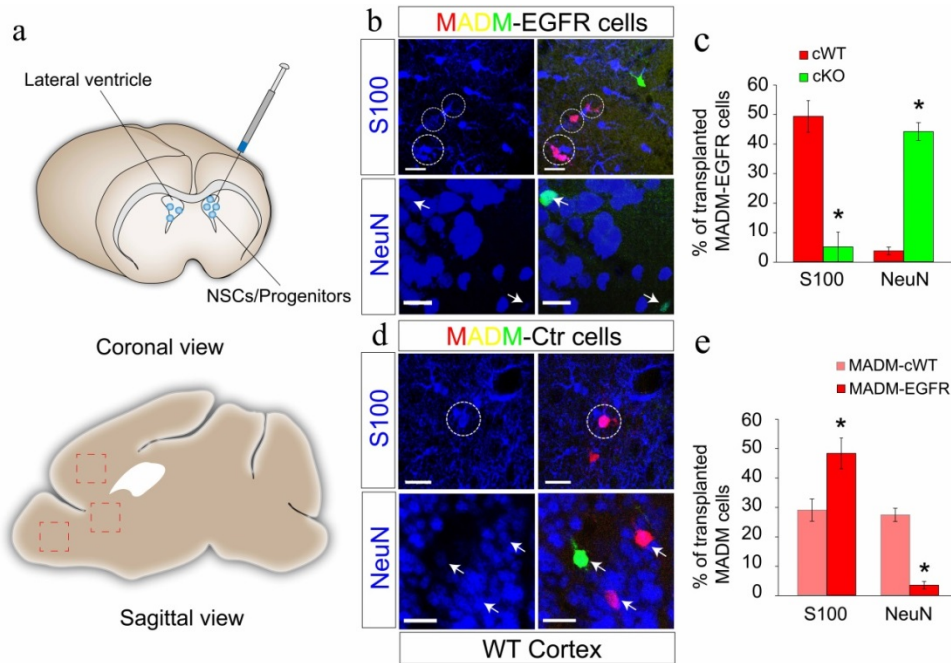 a
Lateral ventricle
NSCs/Progenitors
Coronal view
Sagittal view
b
MADM-EGFR cells
S100
NeuN
c
cWT
cKO
% of transplanted
MADM-EGFR cells
60
50
40
30
20
10
0
*
*
S100
NeuN
d
MADM-Ctr cells
S100
NeuN
WT Cortex
e
MADM-cWT
MADM-EGFR
% of transplanted
MADM cells
60
50
40
30
20
10
0
*
*
S100
NeuN